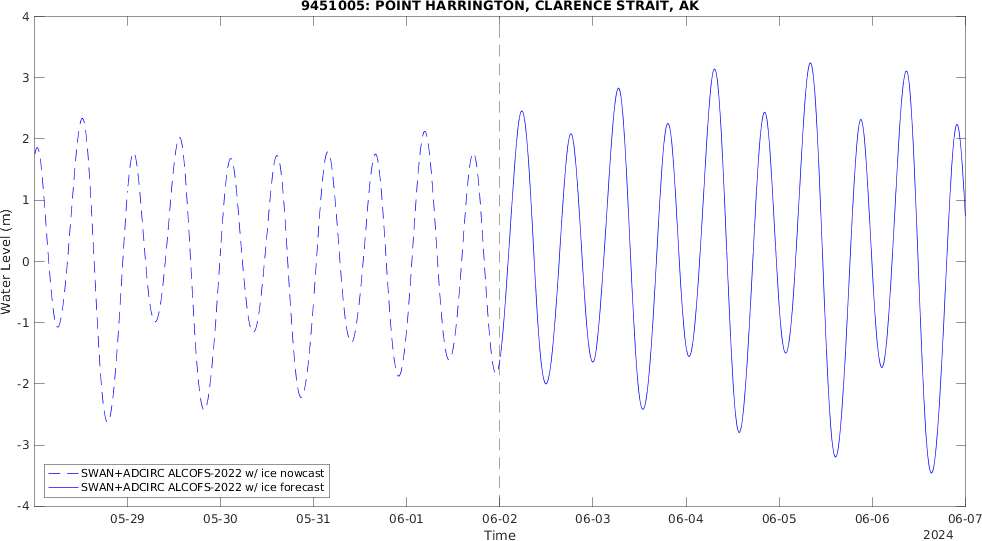 9451005: POINT HARRINGTON, CLARENCE STRAIT, AK
4
3
2
1
0
-1
-2
-3
-4
Water Level (m)
SWAN+ADCIRC ALCOFS-2022 w/ ice nowcast
SWAN+ADCIRC ALCOFS-2022 w/ ice forecast
05-29 05-30 05-31 06-01 06-02 06-03 06-04 06-05 06-06 06-07
Time
2024